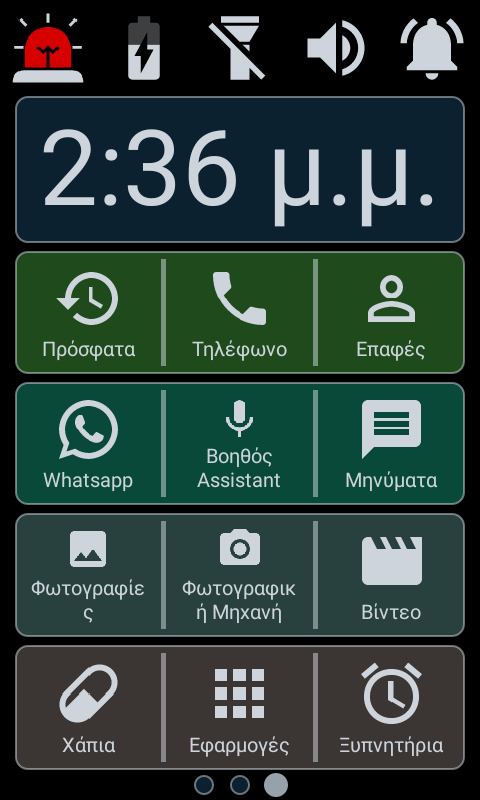 2:36 μ.μ.
Πρόσφατα
Τηλέφωνο
Επαφές
Whatsapp
Βοηθός
Assistant
Μηνύματα
Φωτογραφίε
ς
Φωτογραφικ
ή Μηχανή
Βίντεο
Χάπια
Εφαρμογές
Ξυπνητήρια